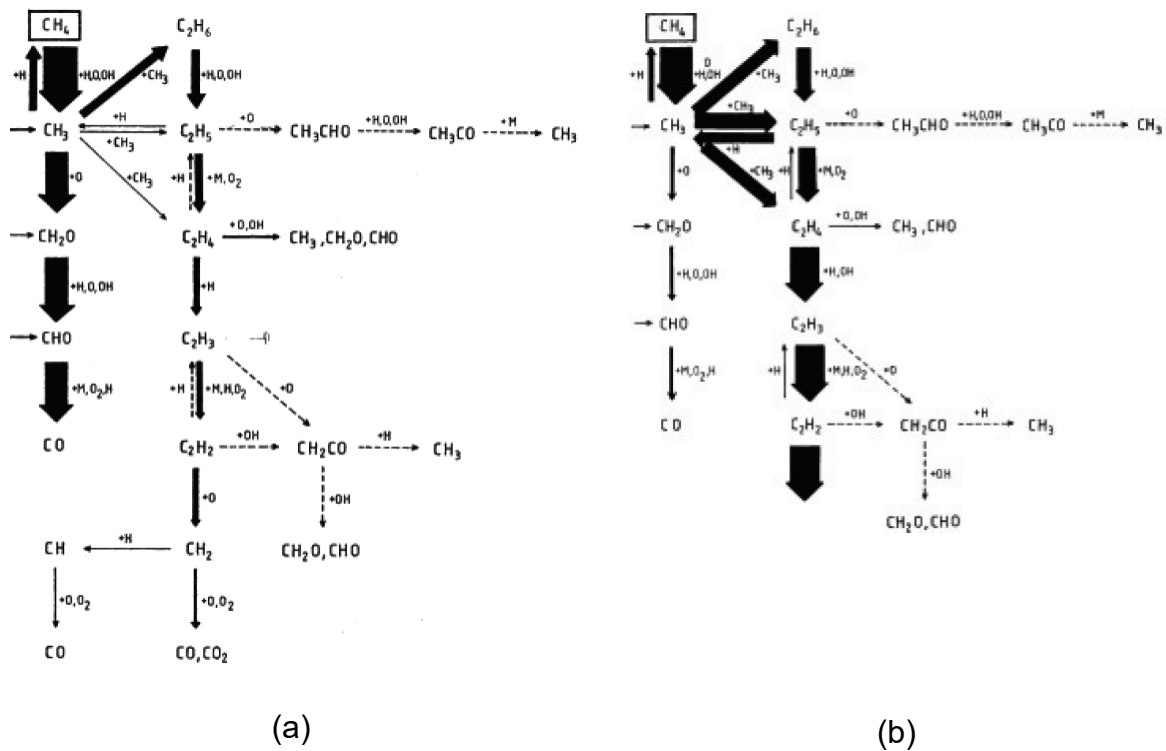 CH4 C2H6
+H +H,O,OH +CH3 +H,O,OH
CH3 +H +CH3 C2H5 +O CH3CHO +H,O,OH CH3CO +M CH3
+O +CH3 +H +M,O2
CH2O C2H4 +O,OH CH3,CH2O,CHO
+H,O,OH +H
CHO C2H3
+M,O2,H +H +M,H,O2 +O
CO C2H2 +OH CH2CO +H CH3
+O +OH
CH +H CH2 CH2O,CHO
+O,O2 +O,O2
CO CO,CO2
(a)
CH4 C2H6
+H O +H,OH +CH3 +H,O,OH
CH3 +CH3 +H C2H5 +O CH3CHO +H,O,OH CH3CO +M CH3
+O +CH3 +H +M,O2
CH2O C2H4 +O,OH CH3,CHO
+H,O,OH +H,OH
CHO C2H3
+M,O2,H +H +M,H,O2 +O
CO C2H2 +OH CH2CO +H CH3
+OH
CH2O,CHO
(b)